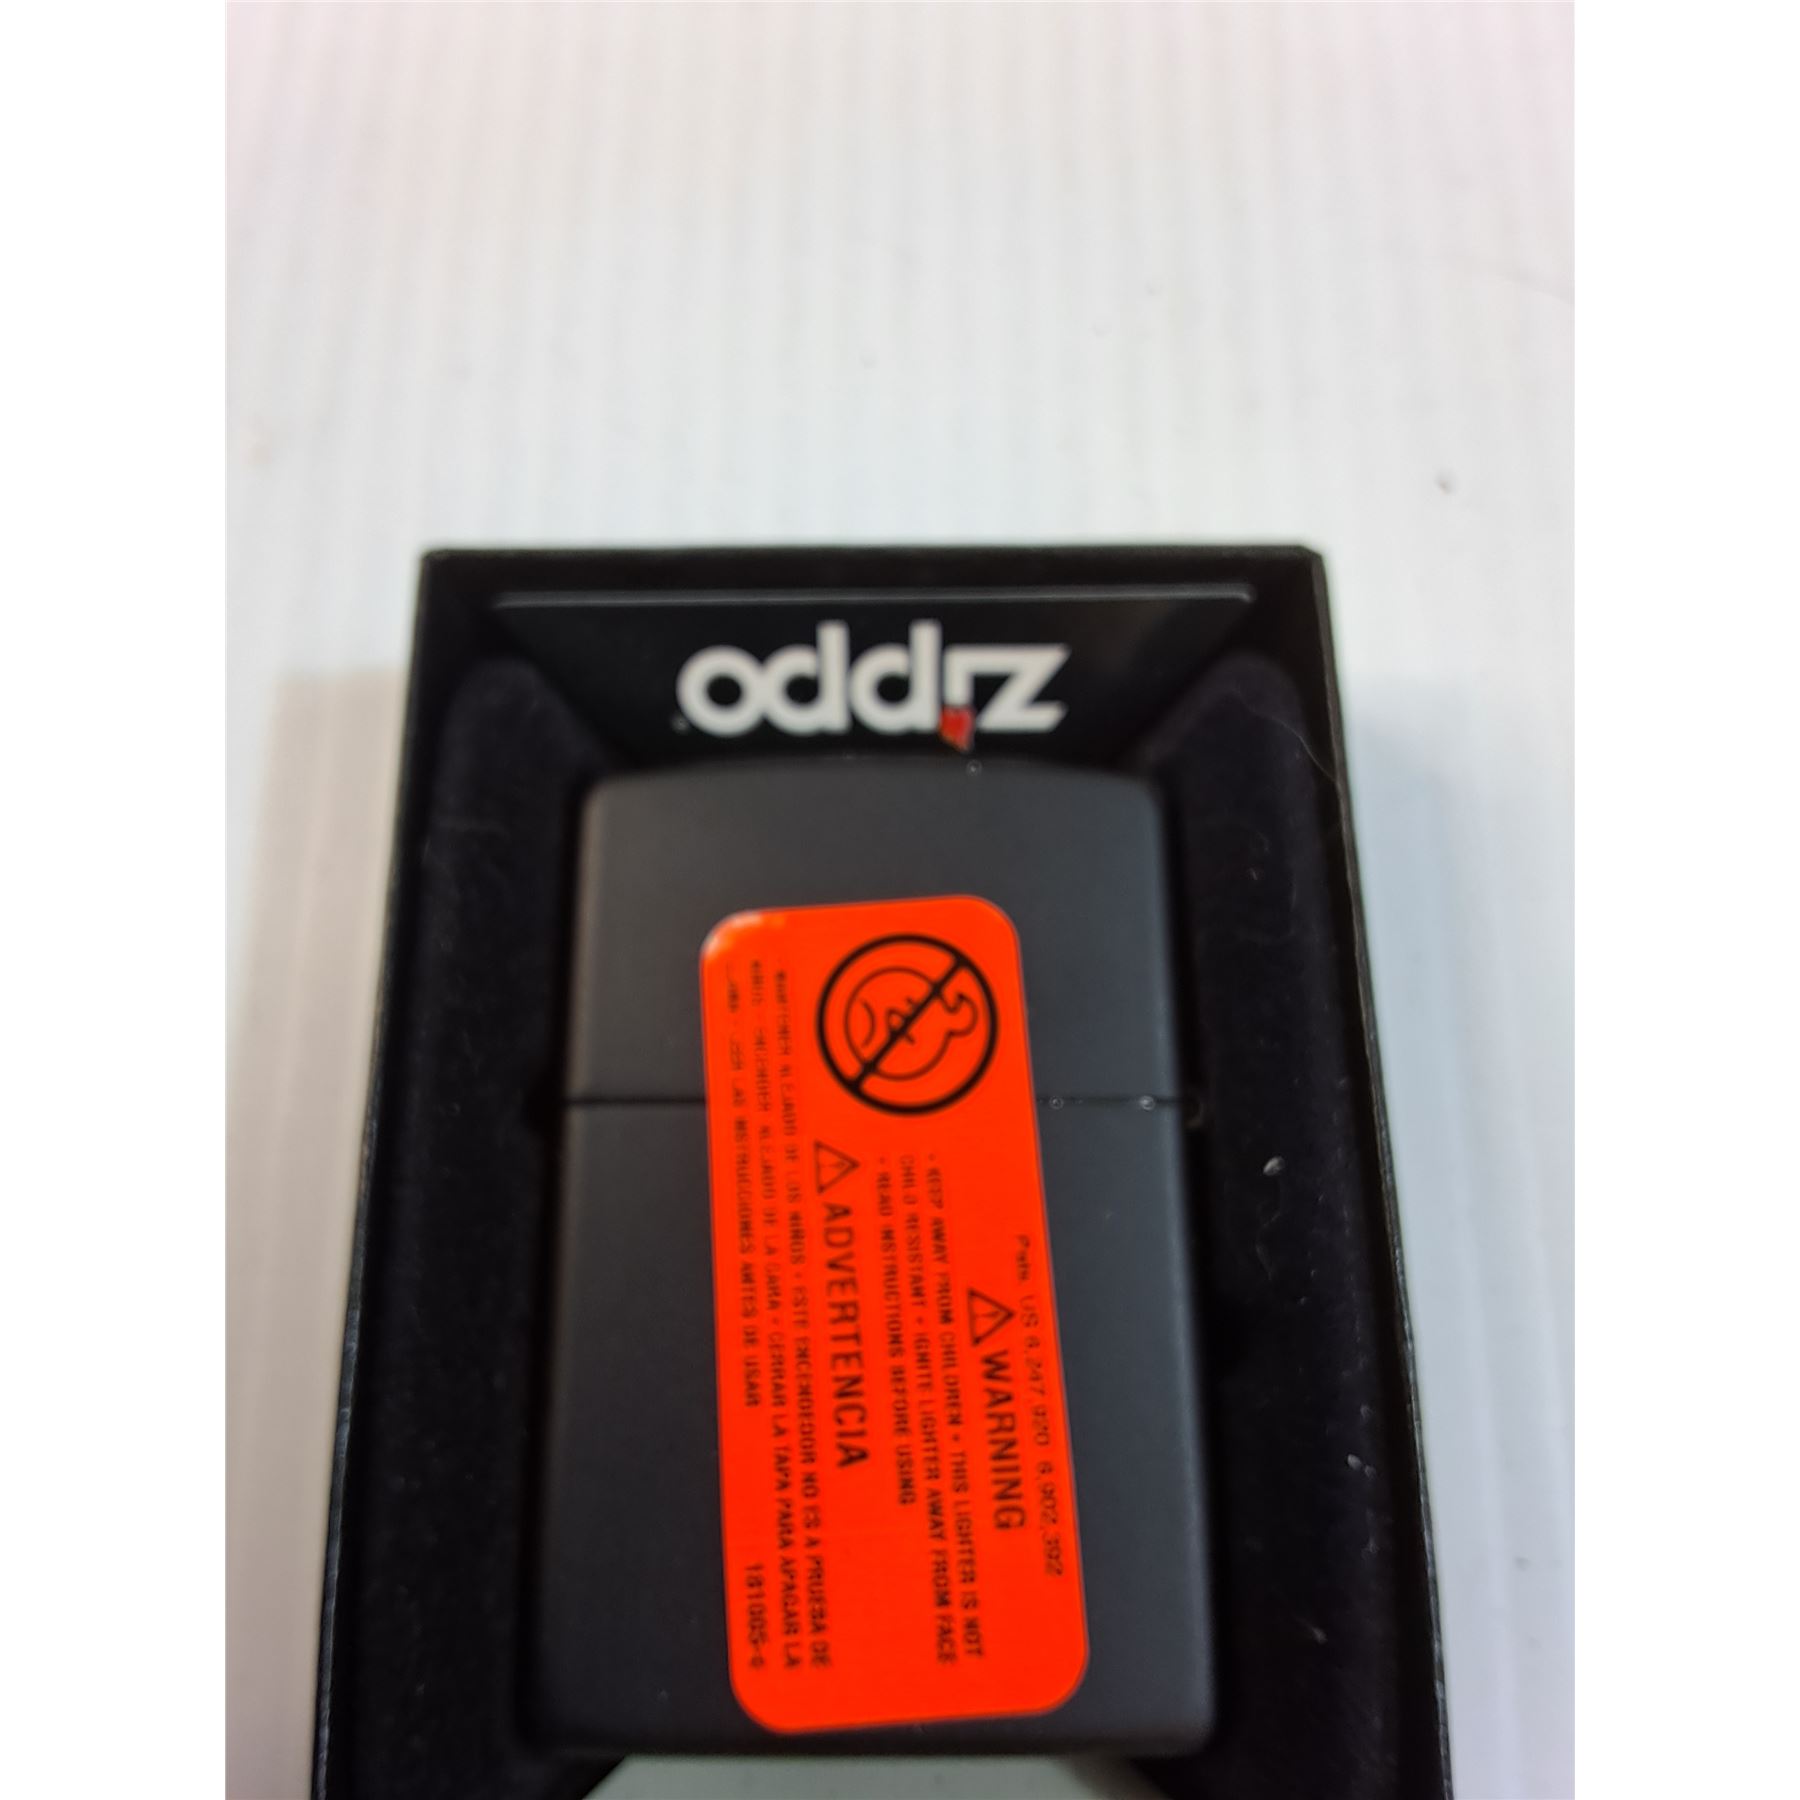 zippo
Pats. US 6,247,920 6,902,392
WARNING
• KEEP AWAY FROM CHILDREN • THIS LIGHTER IS NOT
CHILD RESISTANT • IGNITE LIGHTER AWAY FROM FACE
• READ INSTRUCTIONS BEFORE USING
ADVERTENCIA
• MANTENER ALEJADO DE LOS NIÑOS • ESTE ENCENDEDOR NO ES A PRUEBA DE
NIÑOS • ENCENDER ALEJADO DE LA CARA • CERRAR LA TAPA PARA APAGAR LA
LEER LAS INSTRUCCIONES ANTES DE USAR